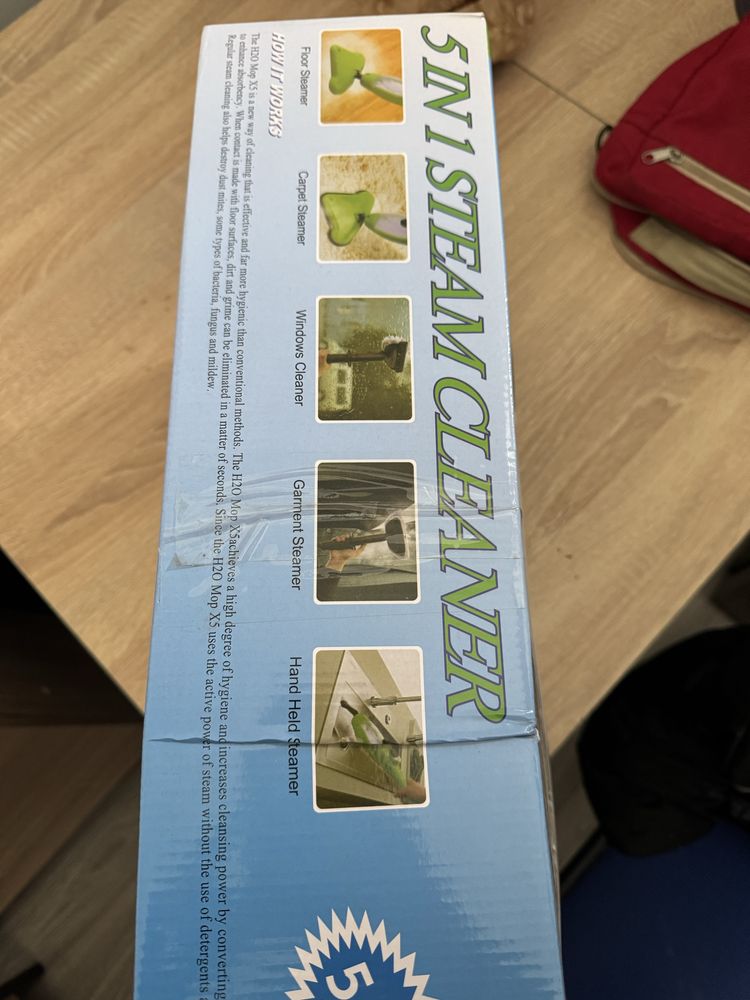 5 IN 1 STEAM CLEANER
Floor Steamer
Carpet Steamer
Windows Cleaner
Garment Steamer
Hand Held Steamer
HOW IT WORKS
The H2O Mop X5 is a new way of cleaning that is effective and far more hygienic than conventional methods. The H2O Mop X5achieves a high degree of hygiene and increases cleansing power by converting
to enhance absorbency. When contact is made with floor surfaces, dirt and grime can be eliminated in a matter of seconds. Since the H2O Mop X5 uses the active power of steam without the use of detergents
Regular steam cleaning also helps destroy dust mites, some types of bacteria, fungus and mildew.
5